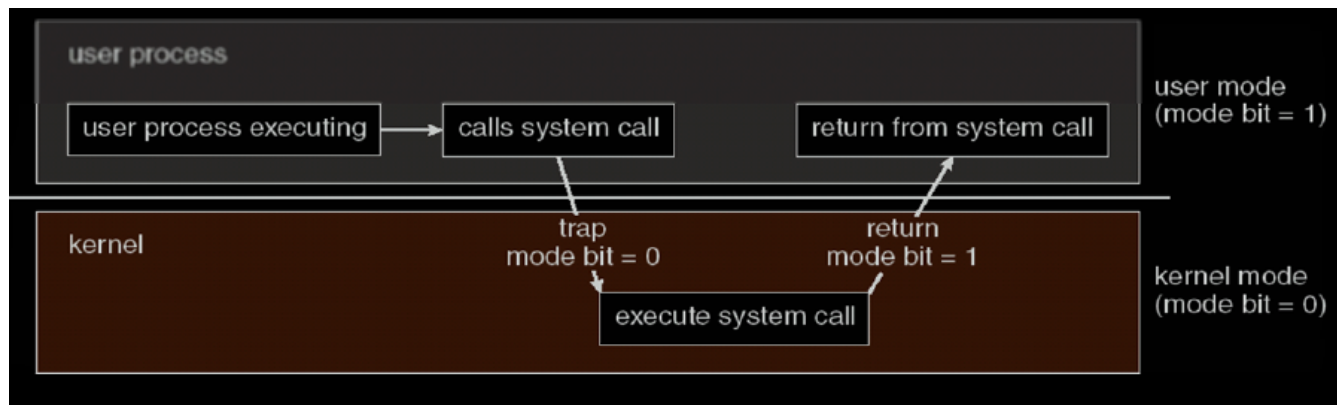 user process
user process executing
calls system call
return from system call
user mode
(mode bit = 1)
kernel
trap
mode bit = 0
return
mode bit = 1
execute system call
kernel mode
(mode bit = 0)